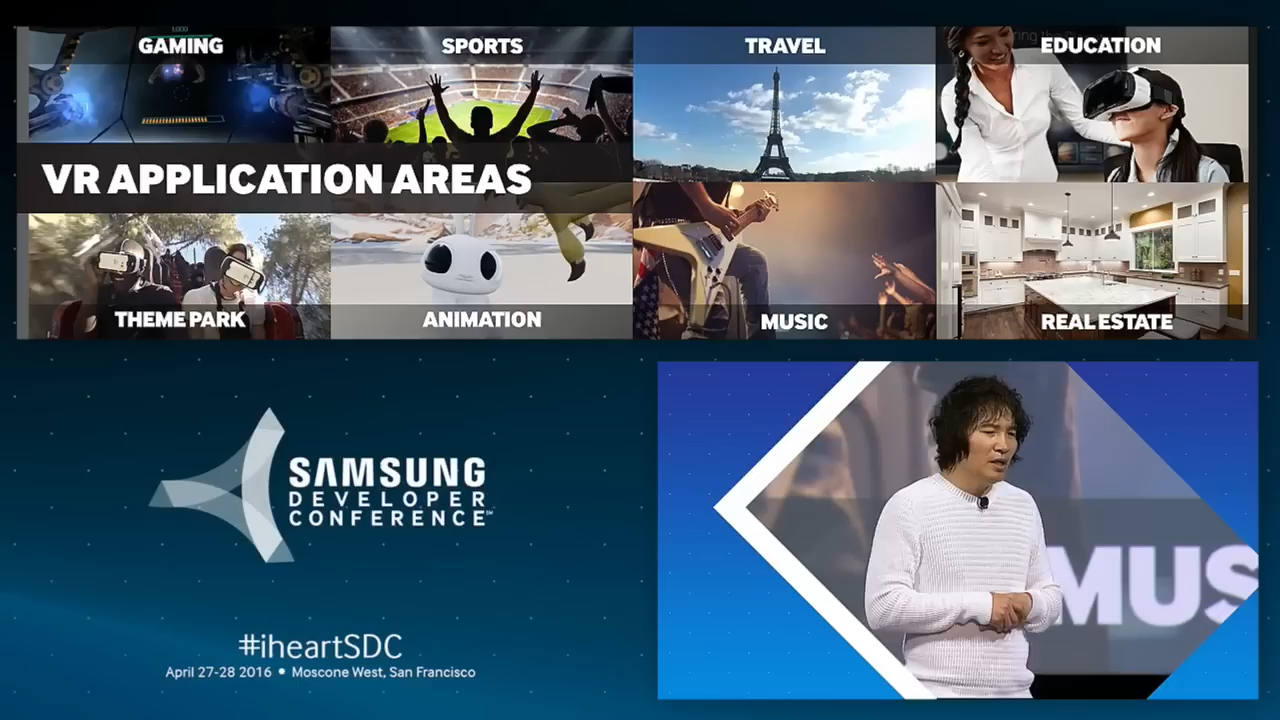 GAMING
SPORTS
TRAVEL
EDUCATION
VR APPLICATION AREAS
THEME PARK
ANIMATION
MUSIC
REAL ESTATE
SAMSUNG
DEVELOPER
CONFERENCE
MUS
#iheartSDC
April 27-28 2016 • Moscone West, San Francisco